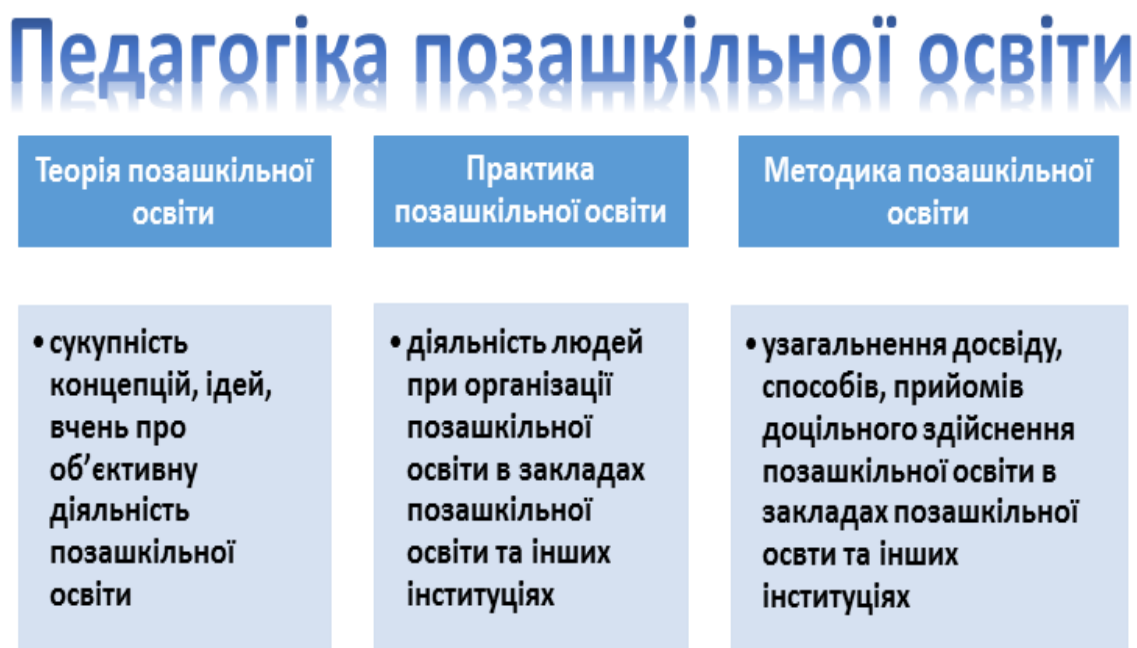 Педагогіка позашкільної освіти
Теорія позашкільної
освіти
Практика
позашкільної освіти
Методика позашкільної
освіти
•сукупність
концепцій, ідей,
вчень про
об’єктивну
діяльність
позашкільної
освіти
•діяльність людей
при організації
позашкільної
освіти в закладах
позашкільної
освіти та інших
інституціях
•узагальнення досвіду,
способів, прийомів
доцільного здійснення
позашкільної освіти в
закладах позашкільної
освти та інших
інституціях